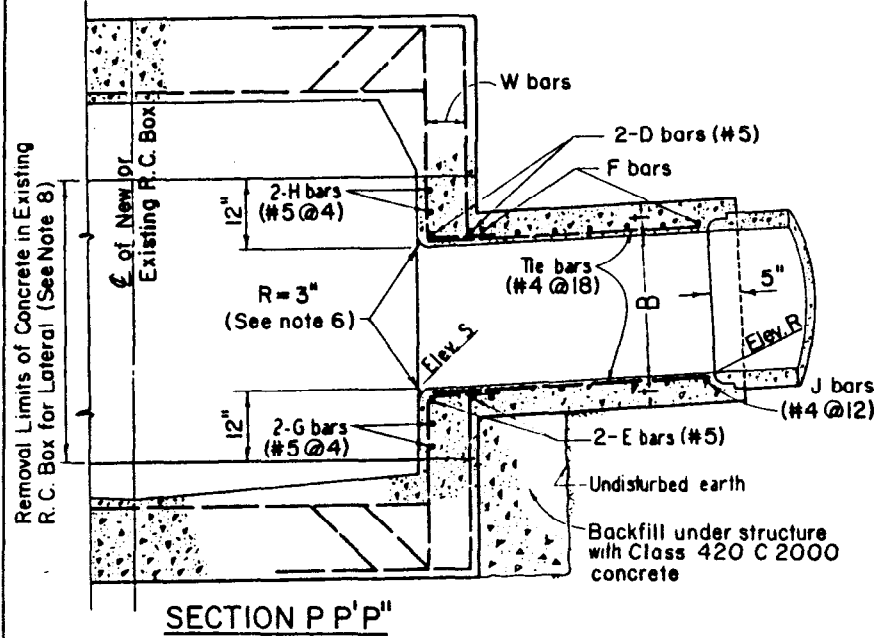 Removal Limits of Concrete in Existing
R.C. Box for Lateral (See Note 8)
℄ of New or
Existing R.C. Box
W bars
2-D bars (#5)
F bars
2-H bars
(#5@4)
12"
Tie bars
(#4@18)
B
5"
R = 3"
(See note 6)
Elev. S
Elev. R
J bars
(#4@12)
12"
2-G bars
(#5@4)
2-E bars (#5)
Undisturbed earth
Backfill under structure
with Class 420 C 2000
concrete
SECTION P P'P"